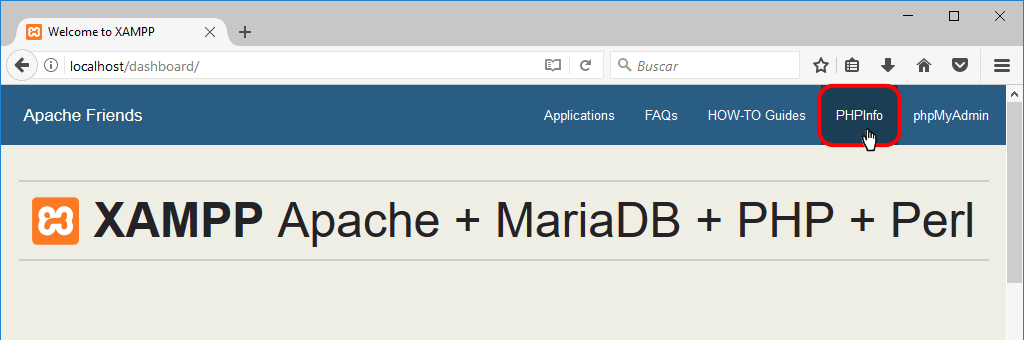 Welcome to XAMPP
localhost/dashboard/
Buscar
Apache Friends
Applications
FAQs
HOW-TO Guides
PHPInfo
phpMyAdmin
XAMPP Apache + MariaDB + PHP + Perl